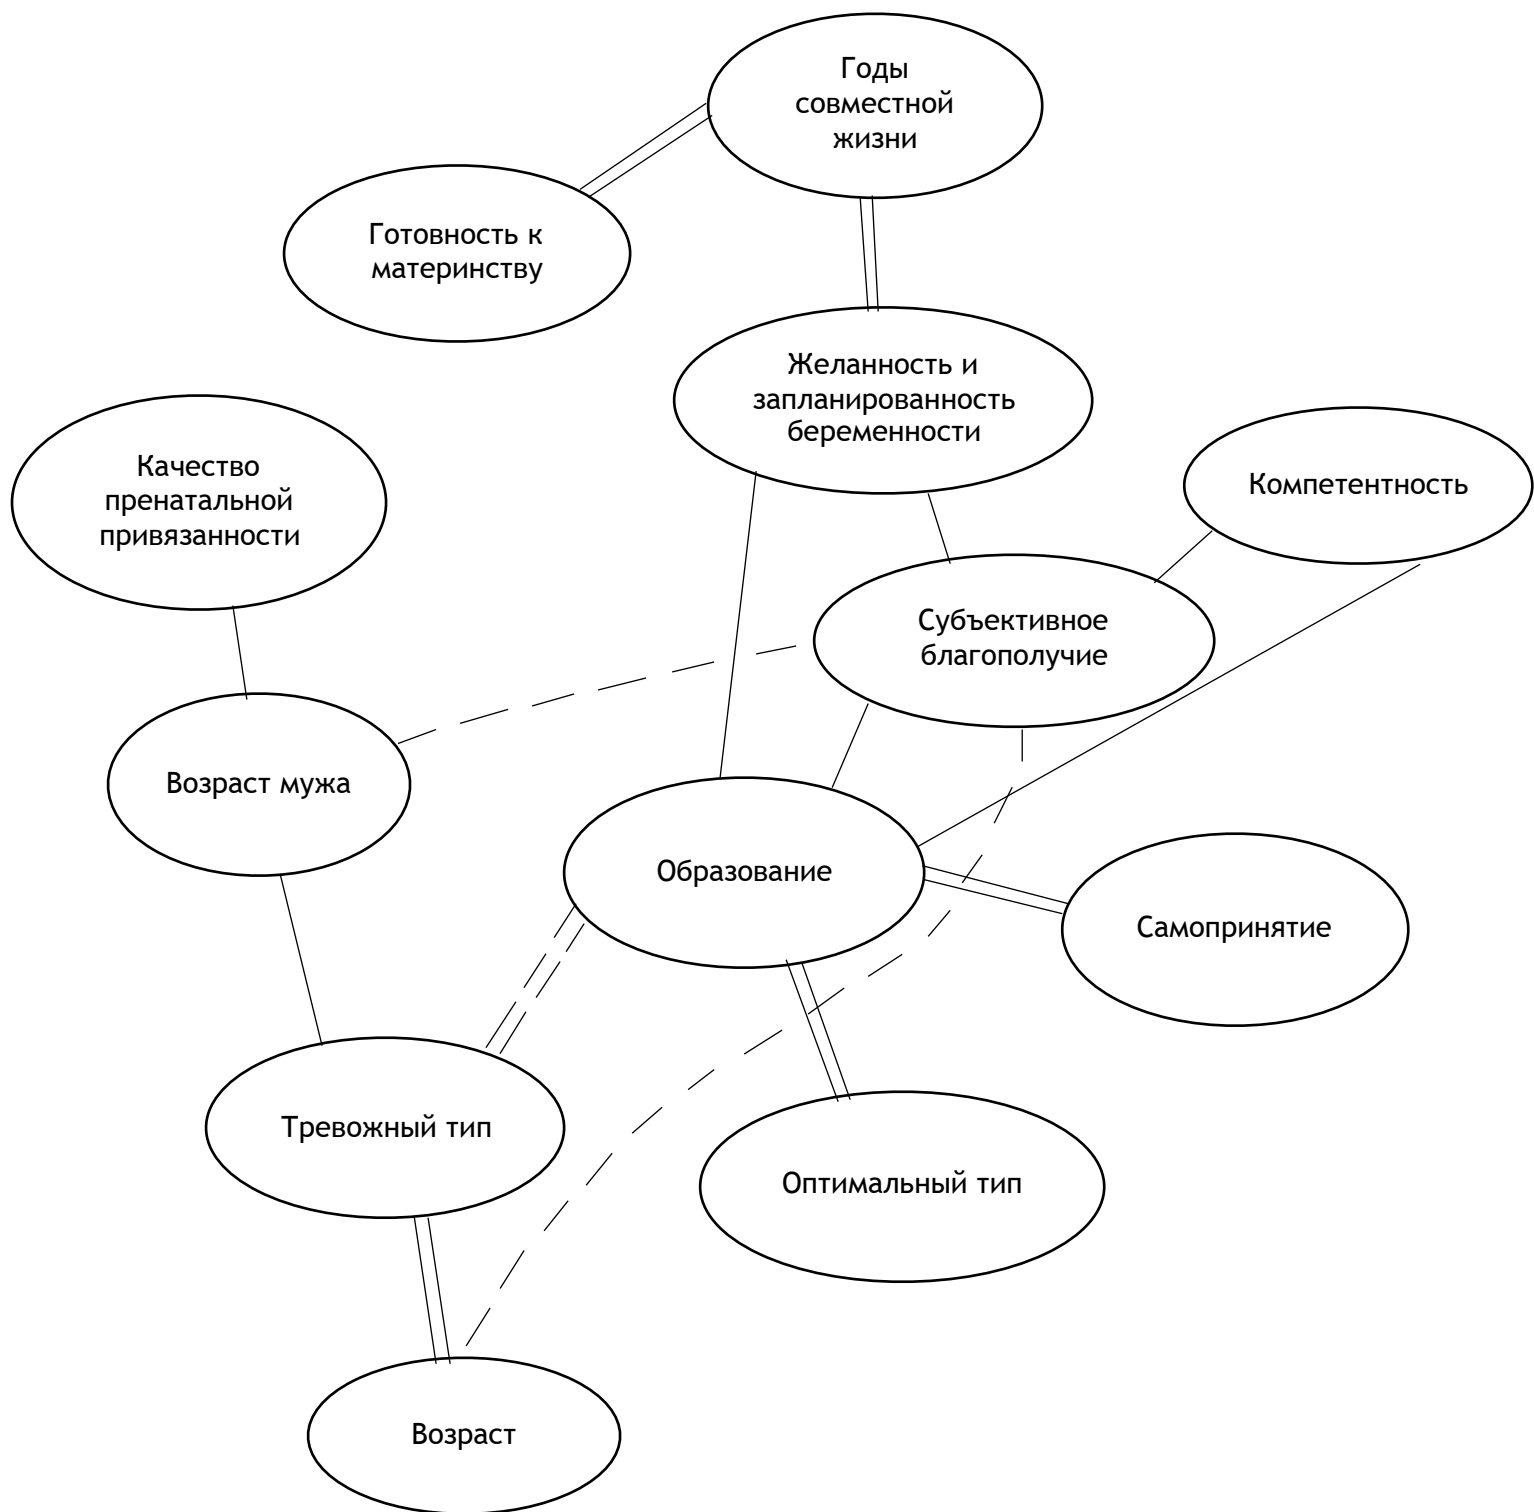 Годы
совместной
жизни
Готовность к
материнству
Желанность и
запланированность
беременности
Качество
пренатальной
привязанности
Компетентность
Субъективное
благополучие
Возраст мужа
Образование
Самопринятие
Тревожный тип
Оптимальный тип
Возраст